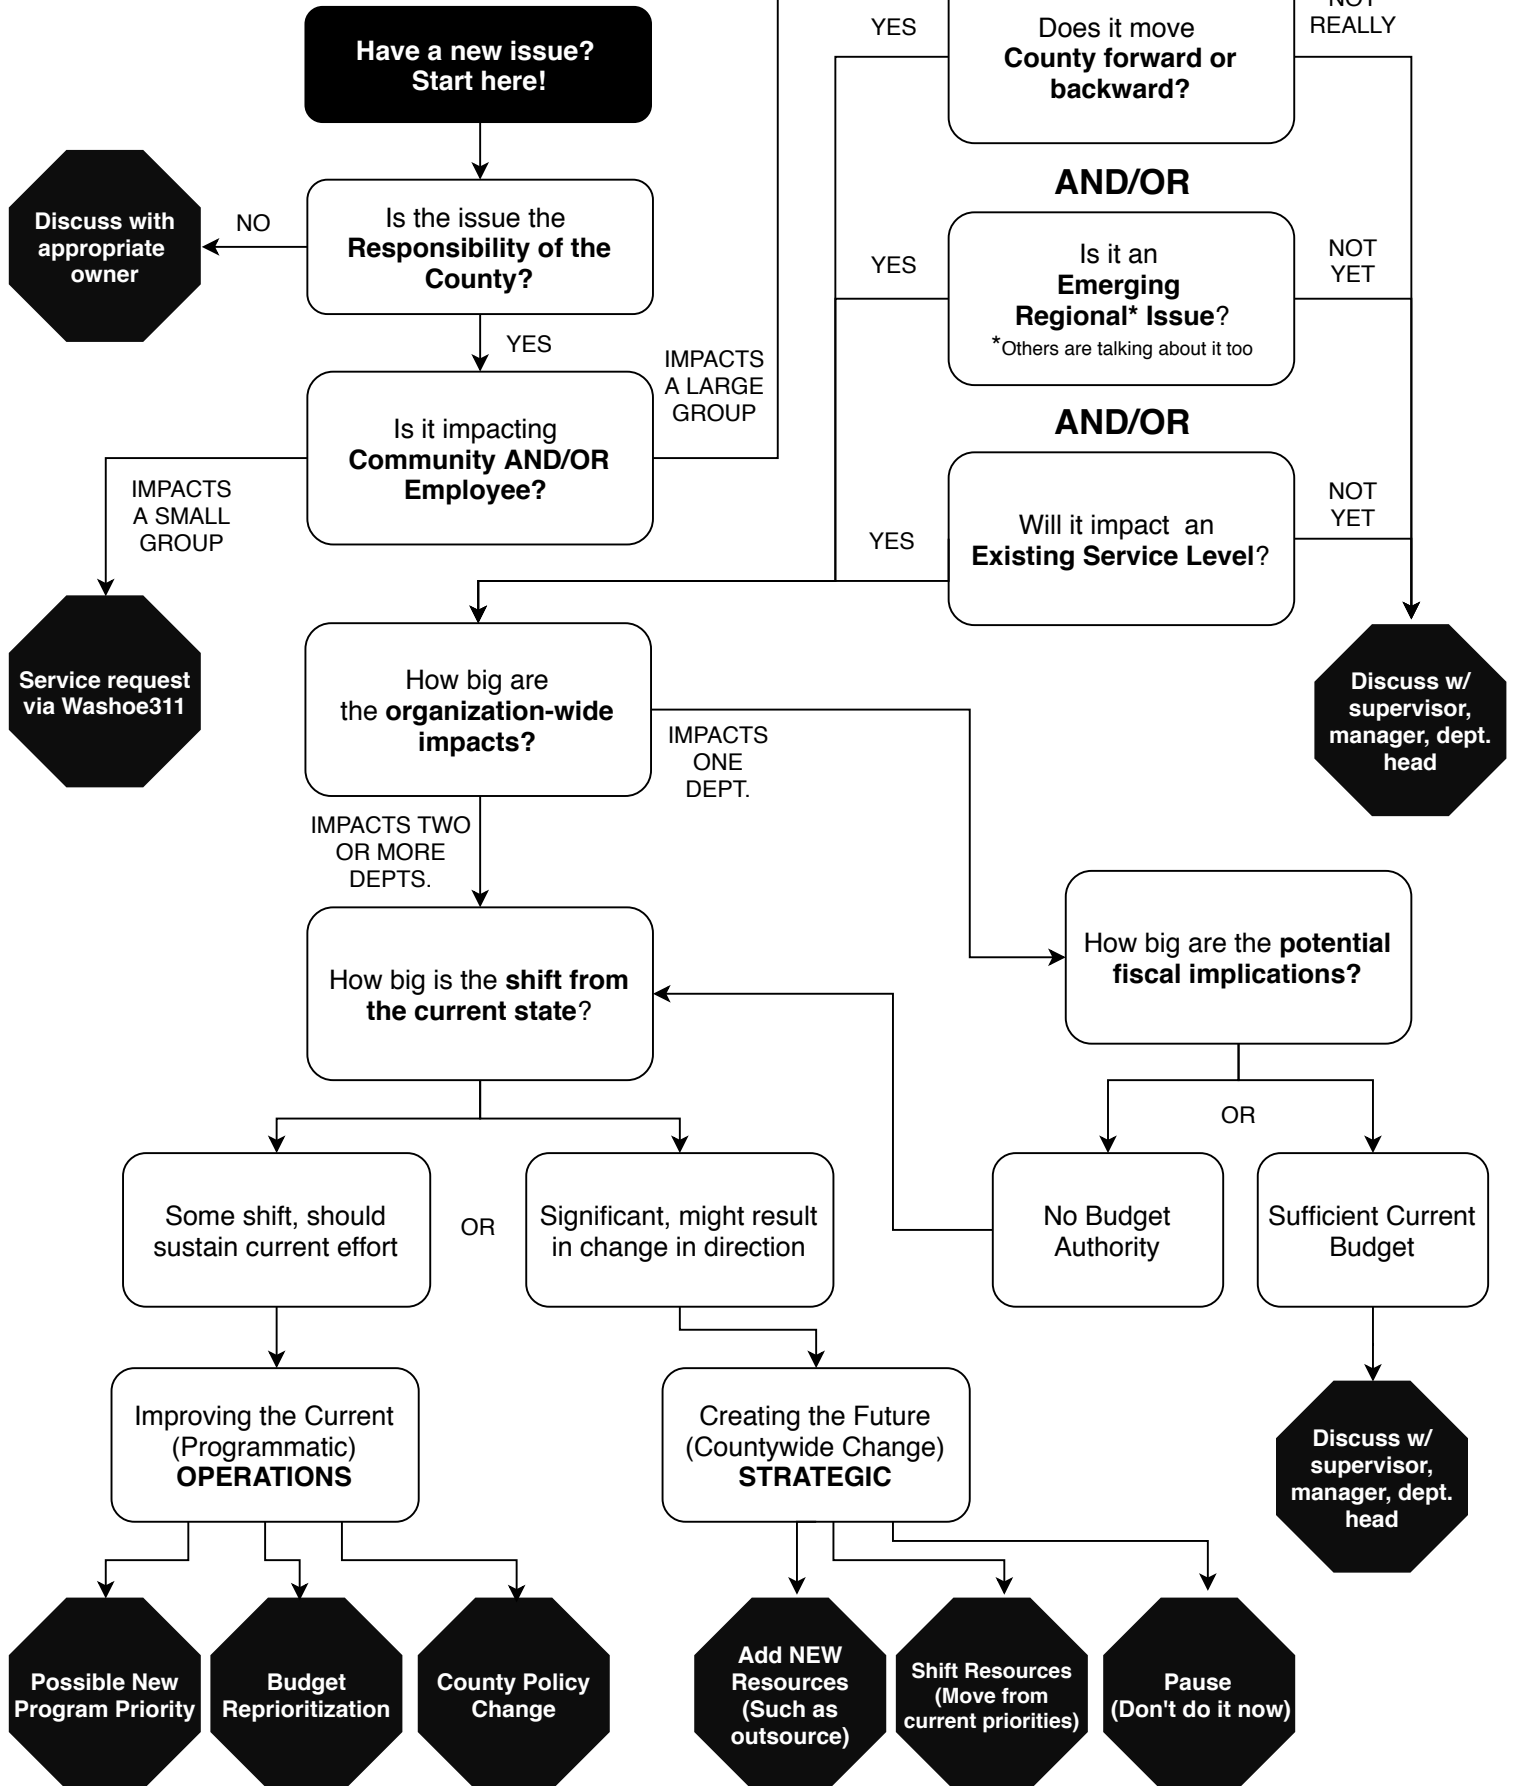 Have a new issue?
Start here!
Discuss with
appropriate
owner
NO
Is the issue the
Responsibility of the
County?
YES
Is it impacting
Community AND/OR
Employee?
IMPACTS
A LARGE
GROUP
IMPACTS
A SMALL
GROUP
Service request
via Washoe311
YES
Does it move
County forward or
backward?
NOT
REALLY
AND/OR
YES
Is it an
Emerging
Regional* Issue?
*Others are talking about it too
NOT
YET
AND/OR
YES
Will it impact an
Existing Service Level?
NOT
YET
Discuss w/
supervisor,
manager, dept.
head
How big are
the organization-wide
impacts?
IMPACTS
ONE
DEPT.
IMPACTS TWO
OR MORE
DEPTS.
How big is the shift from
the current state?
How big are the potential
fiscal implications?
OR
No Budget
Authority
Sufficient Current
Budget
Some shift, should
sustain current effort
OR
Significant, might result
in change in direction
Improving the Current
(Programmatic)
OPERATIONS
Creating the Future
(Countywide Change)
STRATEGIC
Discuss w/
supervisor,
manager, dept.
head
Possible New
Program Priority
Budget
Reprioritization
County Policy
Change
Add NEW
Resources
(Such as
outsource)
Shift Resources
(Move from
current priorities)
Pause
(Don't do it now)